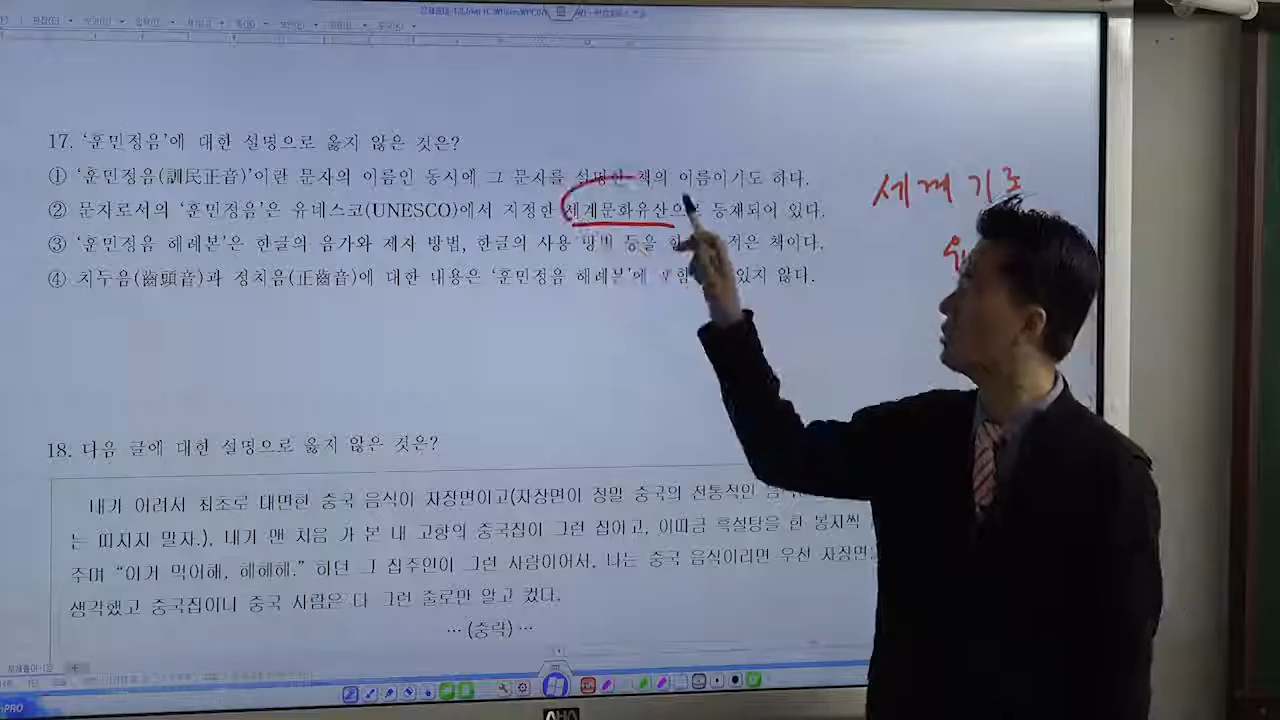 17. ‘훈민정음’에 대한 설명으로 옳지 않은 것은?
① ‘훈민정음(訓民正音)’이란 문자의 이름인 동시에 그 문자를 설명한 책의 이름이기도 하다.
② 문자로서의 ‘훈민정음’은 유네스코(UNESCO)에서 지정한 세계문화유산으로 등재되어 있다.
세계 기
③ ‘훈민정음 해례본’은 한글의 음가와 제자 방법, 한글의 사용 방법 등을 한 적은 책이다.
④ 치두음(齒頭音)과 정치음(正齒音)에 대한 내용은 ‘훈민정음 해례본’에 포함 있지 않다.
18. 다음 글에 대한 설명으로 옳지 않은 것은?
내가 어려서 최초로 대면한 중국 음식이 자장면이고(자장면이 정말 중국의 전통적인
는 따지지 말자.), 내가 맨 처음 가 본 내 고향의 중국집이 그런 집이고, 이따금 흑설탕을 한 봉지씩
주며 “이거 먹어해, 헤헤헤.” 하던 그 집주인이 그런 사람이어서, 나는 중국 음식이라면 우선 자장면
생각했고 중국집이나 중국 사람은 다 그런 줄로만 알고 컸다.
… (중략) …